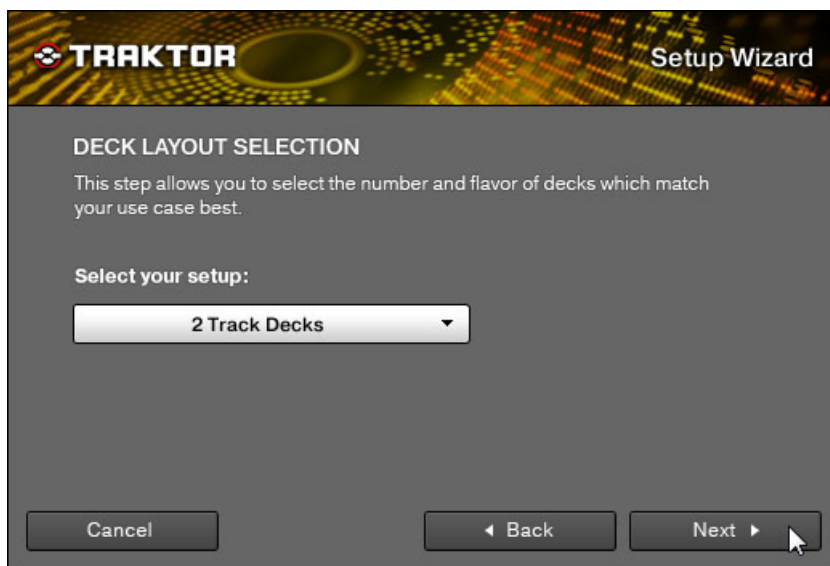 TRAKTOR
Setup Wizard
DECK LAYOUT SELECTION
This step allows you to select the number and flavor of decks which match
your use case best.
Select your setup:
2 Track Decks
Cancel
Back
Next